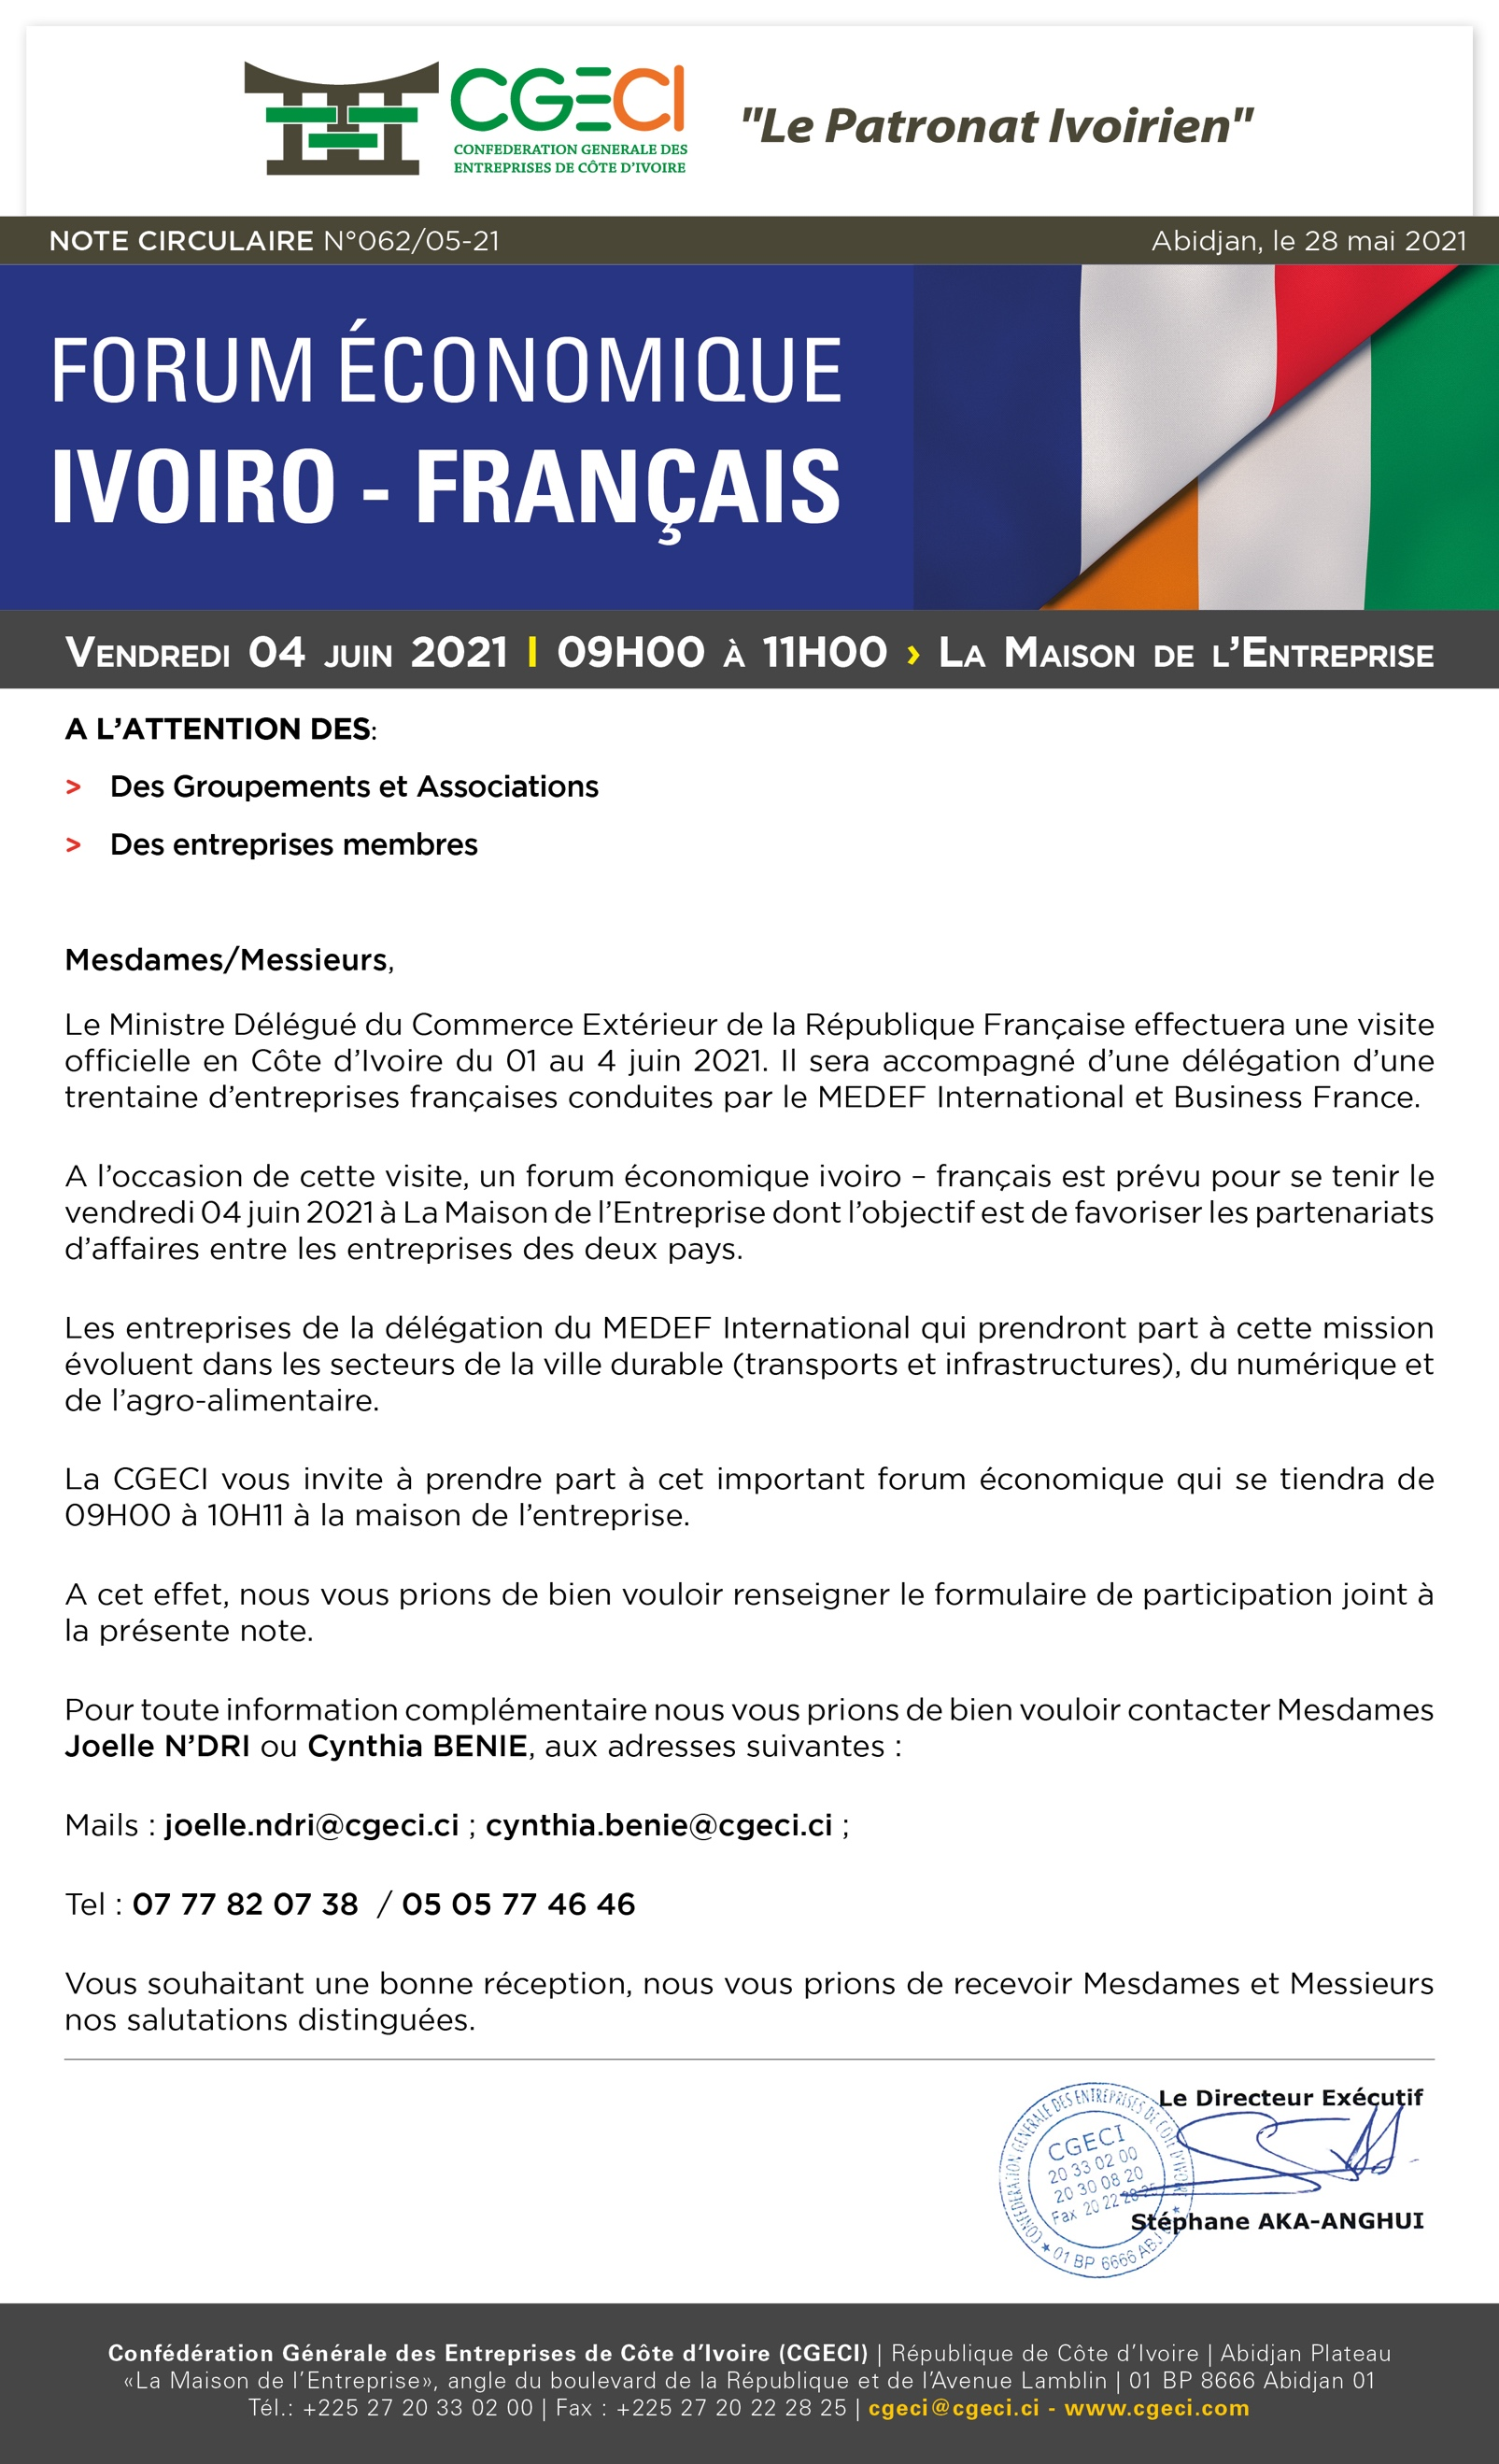 CGECI
CONFEDERATION GENERALE DES
ENTREPRISES DE CÔTE D'IVOIRE
"Le Patronat Ivoirien"
NOTE CIRCULAIRE N°062/05-21
Abidjan, le 28 mai 2021
FORUM ÉCONOMIQUE
IVOIRO - FRANÇAIS
VENDREDI 04 JUIN 2021 I 09H00 À 11H00 › LA MAISON DE L'ENTREPRISE
A L'ATTENTION DES:
> Des Groupements et Associations
> Des entreprises membres
Mesdames/Messieurs,
Le Ministre Délégué du Commerce Extérieur de la République Française effectuera une visite
officielle en Côte d'Ivoire du 01 au 4 juin 2021. Il sera accompagné d'une délégation d'une
trentaine d'entreprises françaises conduites par le MEDEF International et Business France.
A l'occasion de cette visite, un forum économique ivoiro – français est prévu pour se tenir le
vendredi 04 juin 2021 à La Maison de l'Entreprise dont l'objectif est de favoriser les partenariats
d'affaires entre les entreprises des deux pays.
Les entreprises de la délégation du MEDEF International qui prendront part à cette mission
évoluent dans les secteurs de la ville durable (transports et infrastructures), du numérique et
de l'agro-alimentaire.
La CGECI vous invite à prendre part à cet important forum économique qui se tiendra de
09H00 à 10H11 à la maison de l'entreprise.
A cet effet, nous vous prions de bien vouloir renseigner le formulaire de participation joint à
la présente note.
Pour toute information complémentaire nous vous prions de bien vouloir contacter Mesdames
Joelle N'DRI ou Cynthia BENIE, aux adresses suivantes :
Mails : joelle.ndri@cgeci.ci ; cynthia.benie@cgeci.ci ;
Tel : 07 77 82 07 38 / 05 05 77 46 46
Vous souhaitant une bonne réception, nous vous prions de recevoir Mesdames et Messieurs
nos salutations distinguées.
Le Directeur Exécutif
CONFEDERATION GENERALE DES ENTREPRISES DE COTE D'IVOIRE
CGECI
20 33 02 00
20 30 08 20
Fax 20 22 28 25
★ 01 BP 6666 ABJ ★
Stéphane AKA-ANGHUI
Confédération Générale des Entreprises de Côte d'Ivoire (CGECI) | République de Côte d'Ivoire | Abidjan Plateau
«La Maison de l'Entreprise», angle du boulevard de la République et de l'Avenue Lamblin | 01 BP 8666 Abidjan 01
Tél.: +225 27 20 33 02 00 | Fax : +225 27 20 22 28 25 | cgeci@cgeci.ci - www.cgeci.com